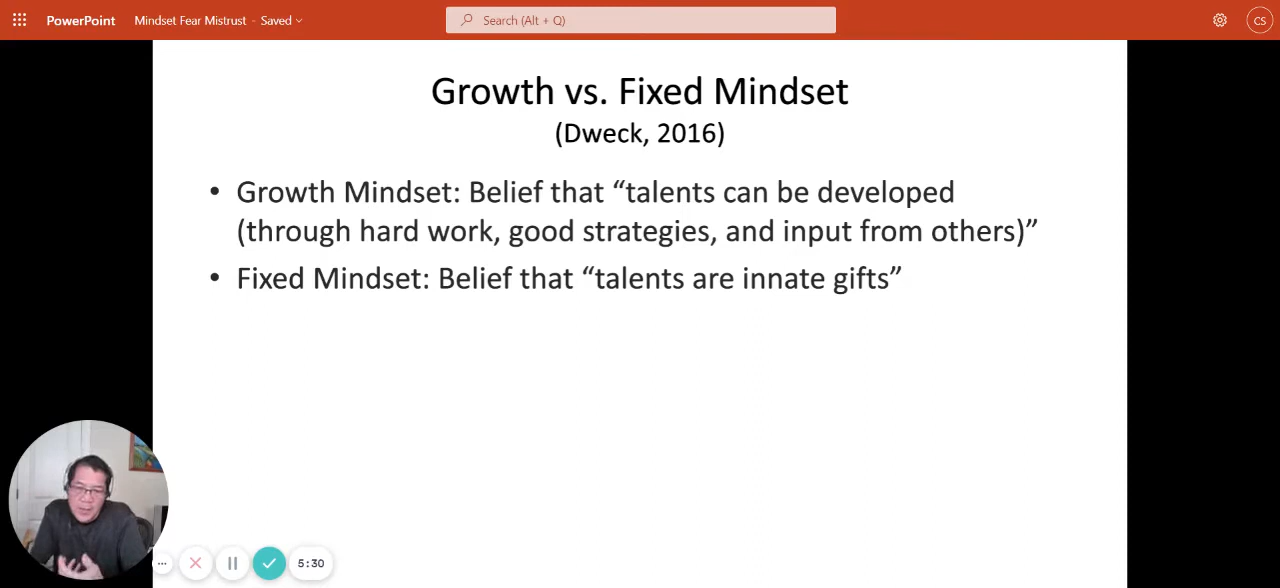 PowerPoint Mindset Fear Mistrust - Saved Search (Alt + Q) CS
Growth vs. Fixed Mindset
(Dweck, 2016)
• Growth Mindset: Belief that “talents can be developed
(through hard work, good strategies, and input from others)”
• Fixed Mindset: Belief that “talents are innate gifts”
5:30